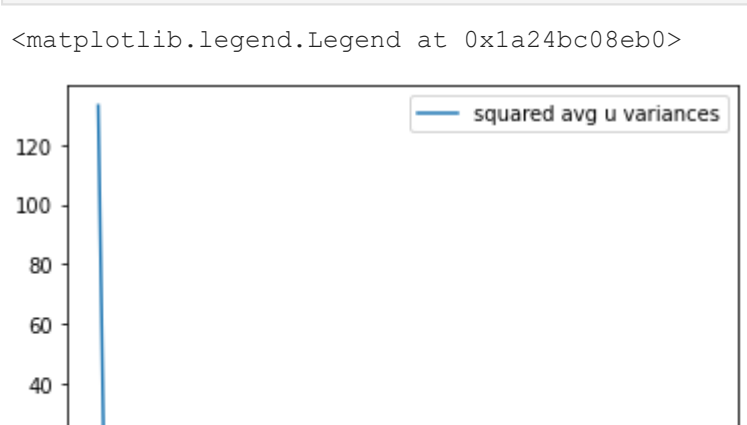 <matplotlib.legend.Legend at 0x1a24bc08eb0>
squared avg u variances
120
100
80
60
40